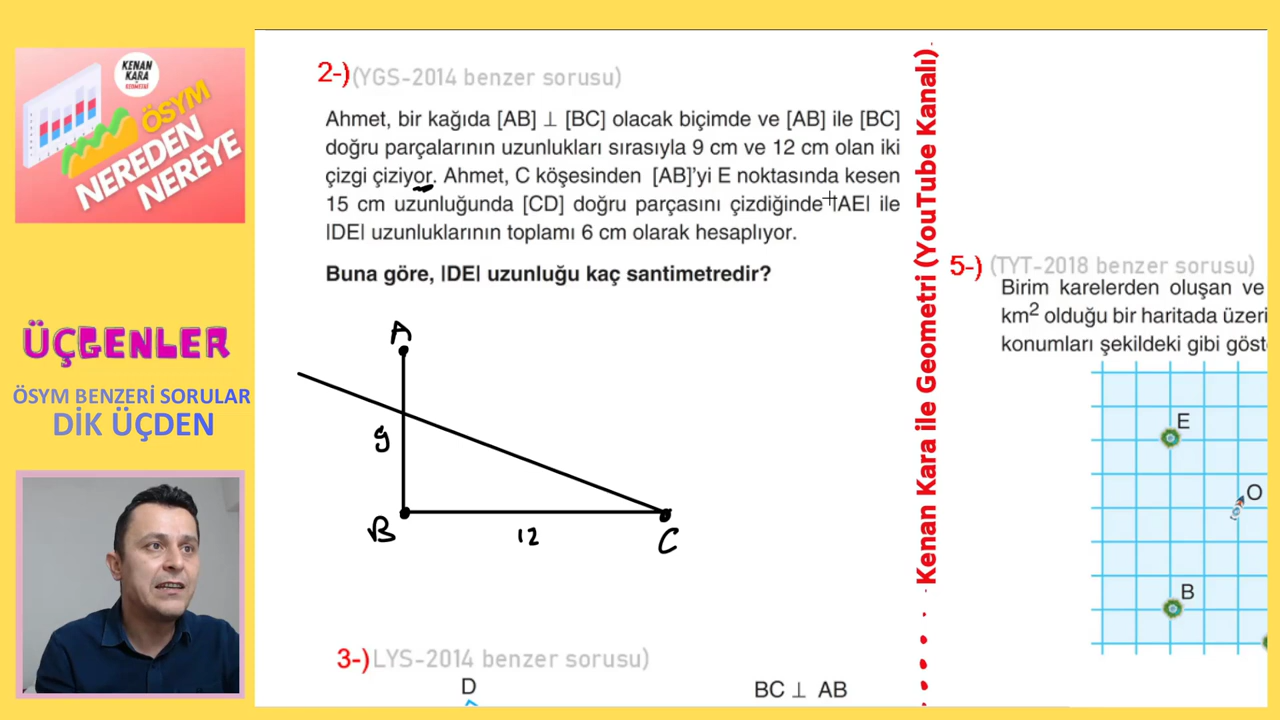 KENAN
KARA
ÖSYM
NEREDEN
NEREYE
ÜÇGENLER
ÖSYM BENZERİ SORULAR
DİK ÜÇDEN
2-) (YGS-2014 benzer sorusu)
Ahmet, bir kağıda [AB] ⊥ [BC] olacak biçimde ve [AB] ile [BC]
doğru parçalarının uzunlukları sırasıyla 9 cm ve 12 cm olan iki
çizgi çiziyor. Ahmet, C köşesinden [AB]'yi E noktasında kesen
15 cm uzunluğunda [CD] doğru parçasını çizdiğinde |AE| ile
|DE| uzunluklarının toplamı 6 cm olarak hesaplıyor.
Buna göre, |DE| uzunluğu kaç santimetredir?
A
9
B
12
C
3-) LYS-2014 benzer sorusu)
D
BC ⊥ AB
Kenan Kara ile Geometri (YouTube Kanalı)
5-) (TYT-2018 benzer sorusu)
Birim karelerden oluşan ve
km² olduğu bir haritada üzeri
konumları şekildeki gibi göst
E
O
B